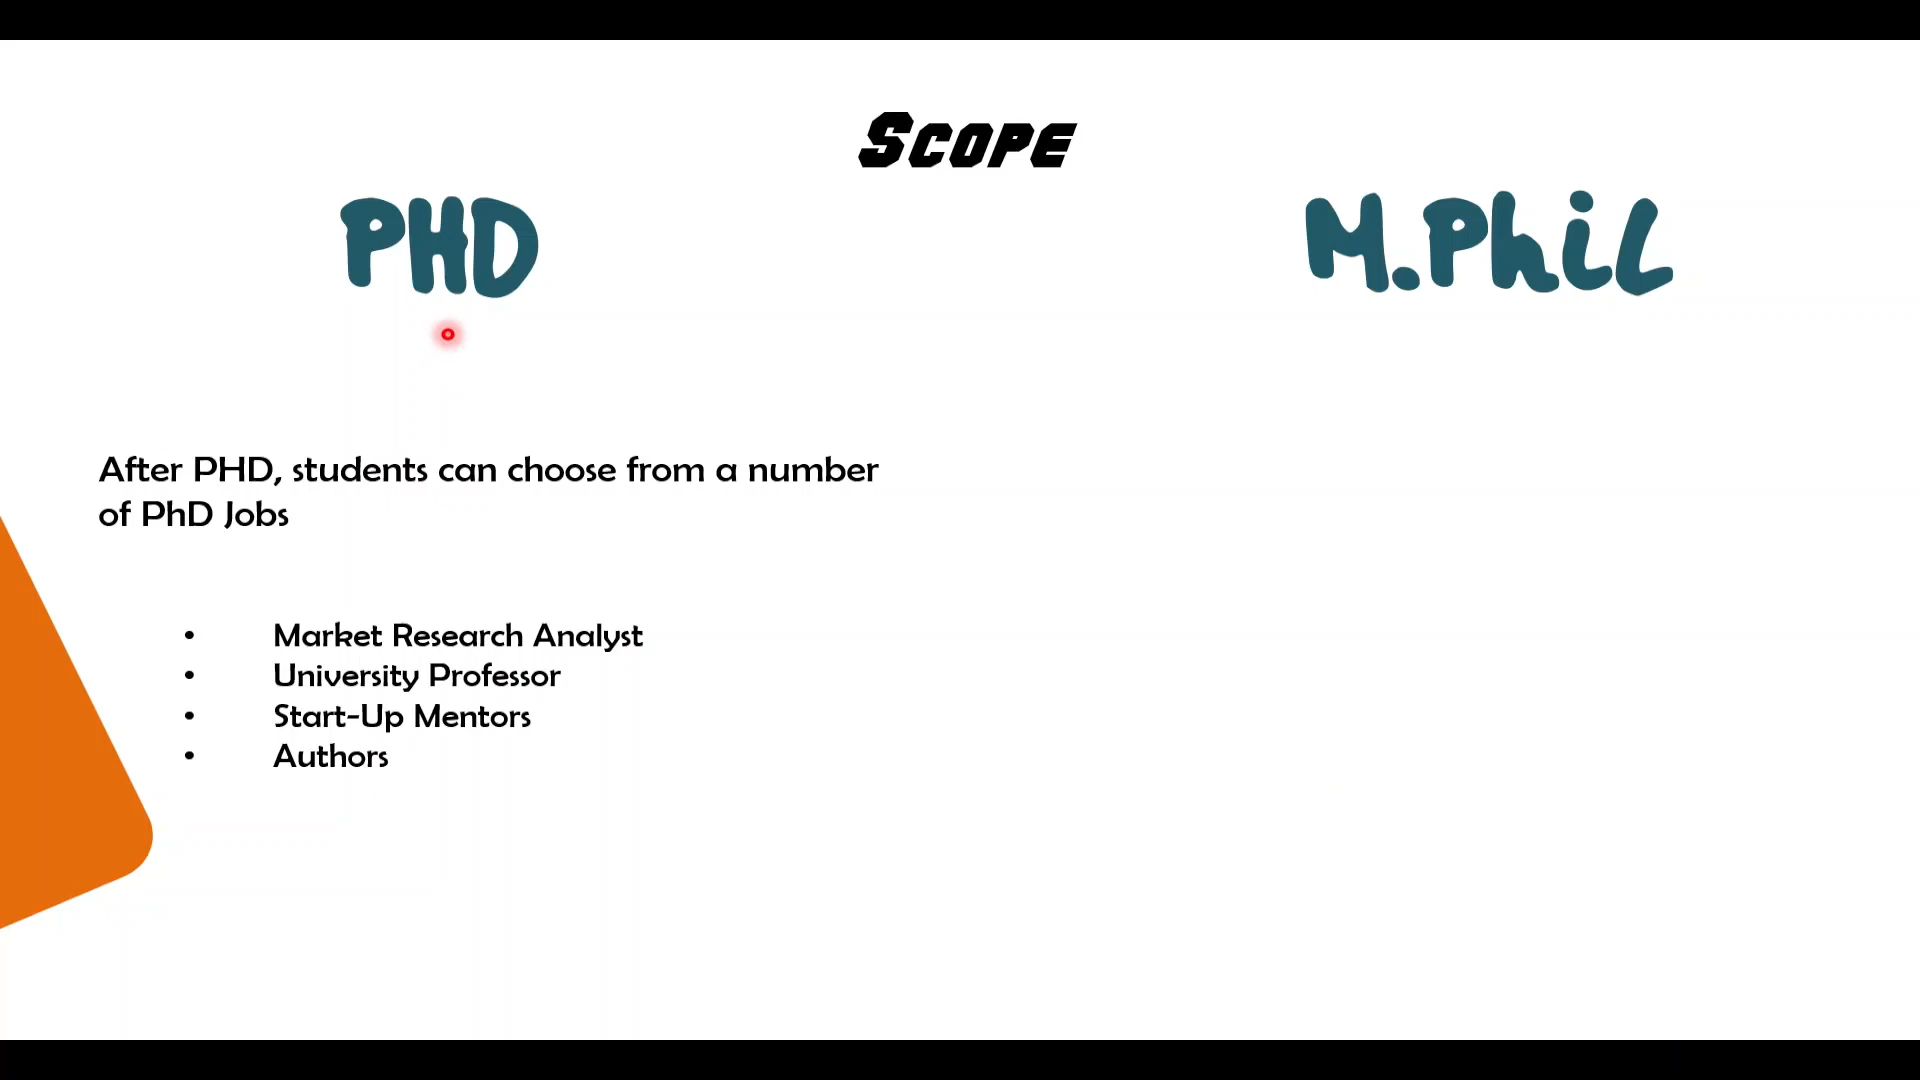 Scope
PHD
M.Phil
After PHD, students can choose from a number
of PhD Jobs
• Market Research Analyst
• University Professor
• Start-Up Mentors
• Authors